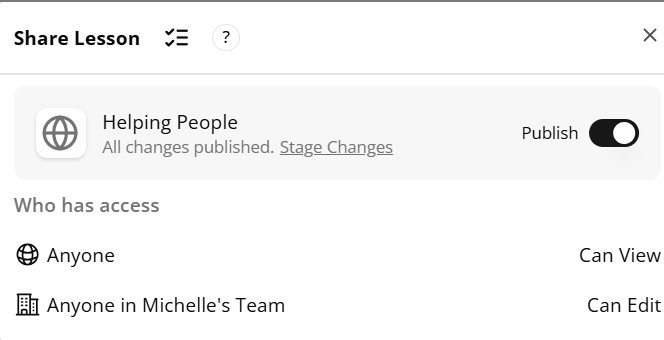 Share Lesson ?
Helping People
All changes published. Stage Changes
Publish
Who has access
Anyone Can View
Anyone in Michelle's Team Can Edit